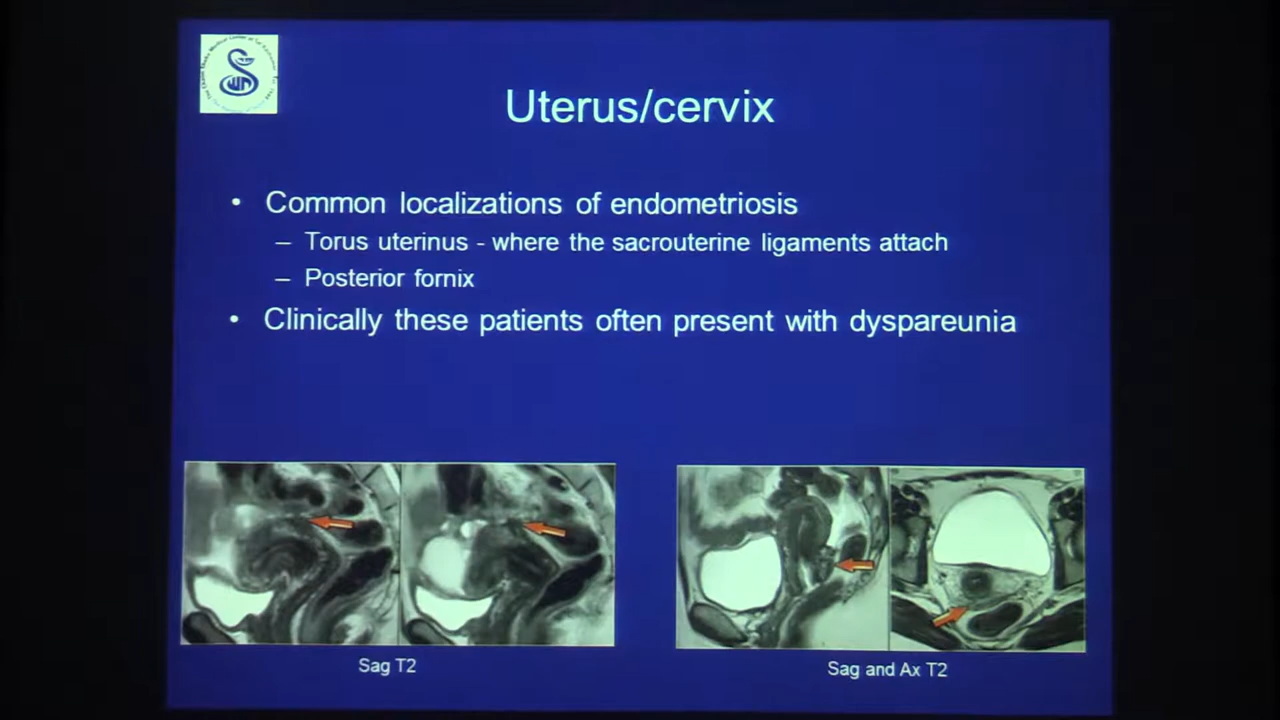 Uterus/cervix
• Common localizations of endometriosis
– Torus uterinus - where the sacrouterine ligaments attach
– Posterior fornix
• Clinically these patients often present with dyspareunia
Sag T2
Sag and Ax T2